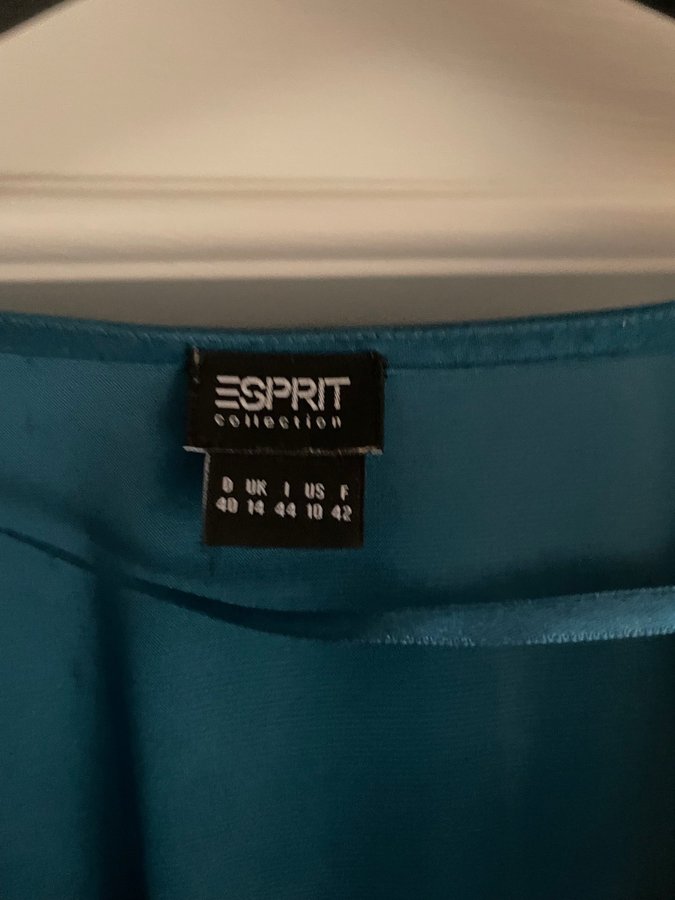 ESPRIT
collection
D UK I US F
40 14 44 10 42